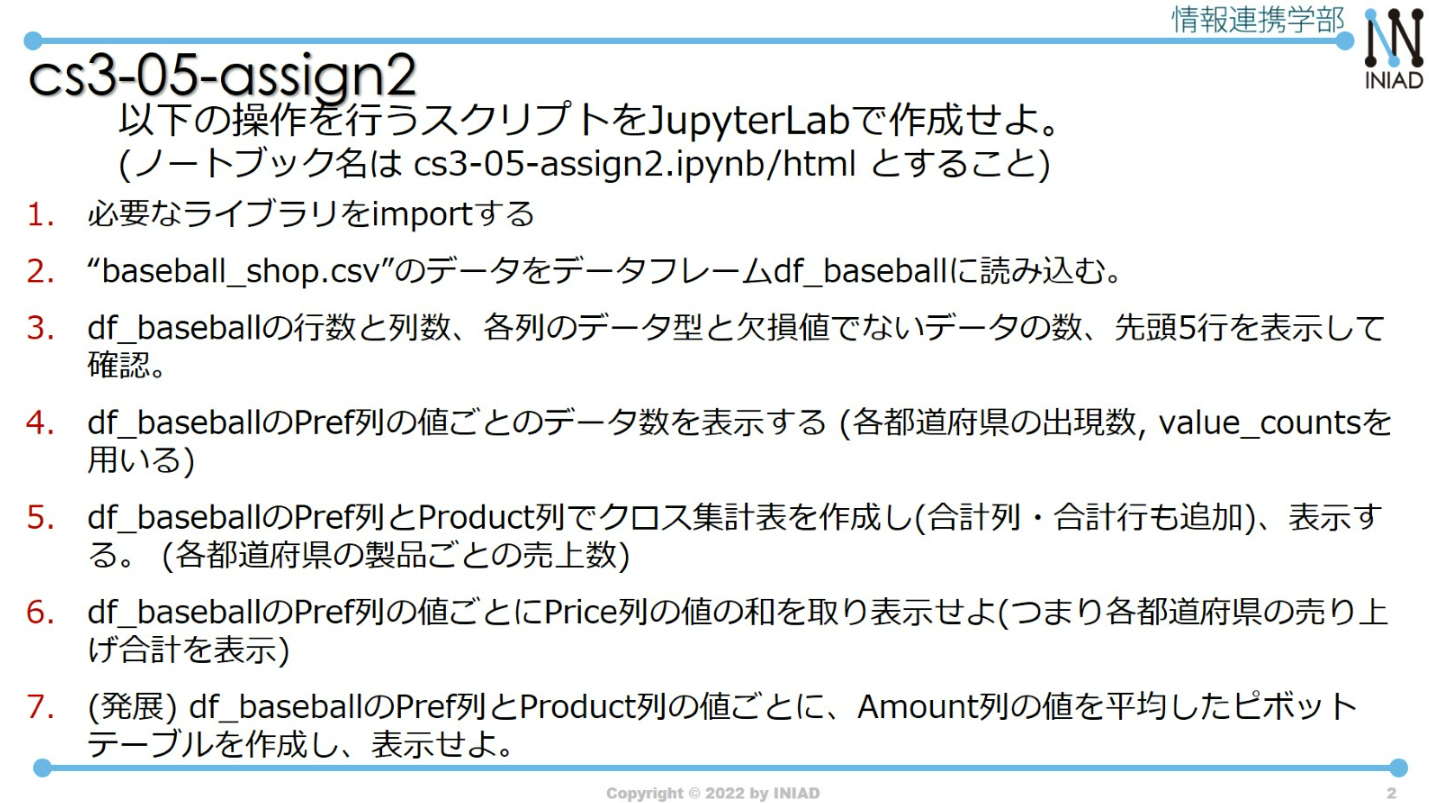 情報連携学部
INIAD
cs3-05-assign2
以下の操作を行うスクリプトをJupyterLabで作成せよ。
(ノートブック名は cs3-05-assign2.ipynb/html とすること)
1. 必要なライブラリをimportする
2. “baseball_shop.csv”のデータをデータフレームdf_baseballに読み込む。
3. df_baseballの行数と列数、各列のデータ型と欠損値でないデータの数、先頭5行を表示して
確認。
4. df_baseballのPref列の値ごとのデータ数を表示する (各都道府県の出現数, value_countsを
用いる)
5. df_baseballのPref列とProduct列でクロス集計表を作成し(合計列・合計行も追加)、表示す
る。 (各都道府県の製品ごとの売上数)
6. df_baseballのPref列の値ごとにPrice列の値の和を取り表示せよ(つまり各都道府県の売り上
げ合計を表示)
7. (発展) df_baseballのPref列とProduct列の値ごとに、Amount列の値を平均したピボット
テーブルを作成し、表示せよ。
Copyright © 2022 by INIAD
2